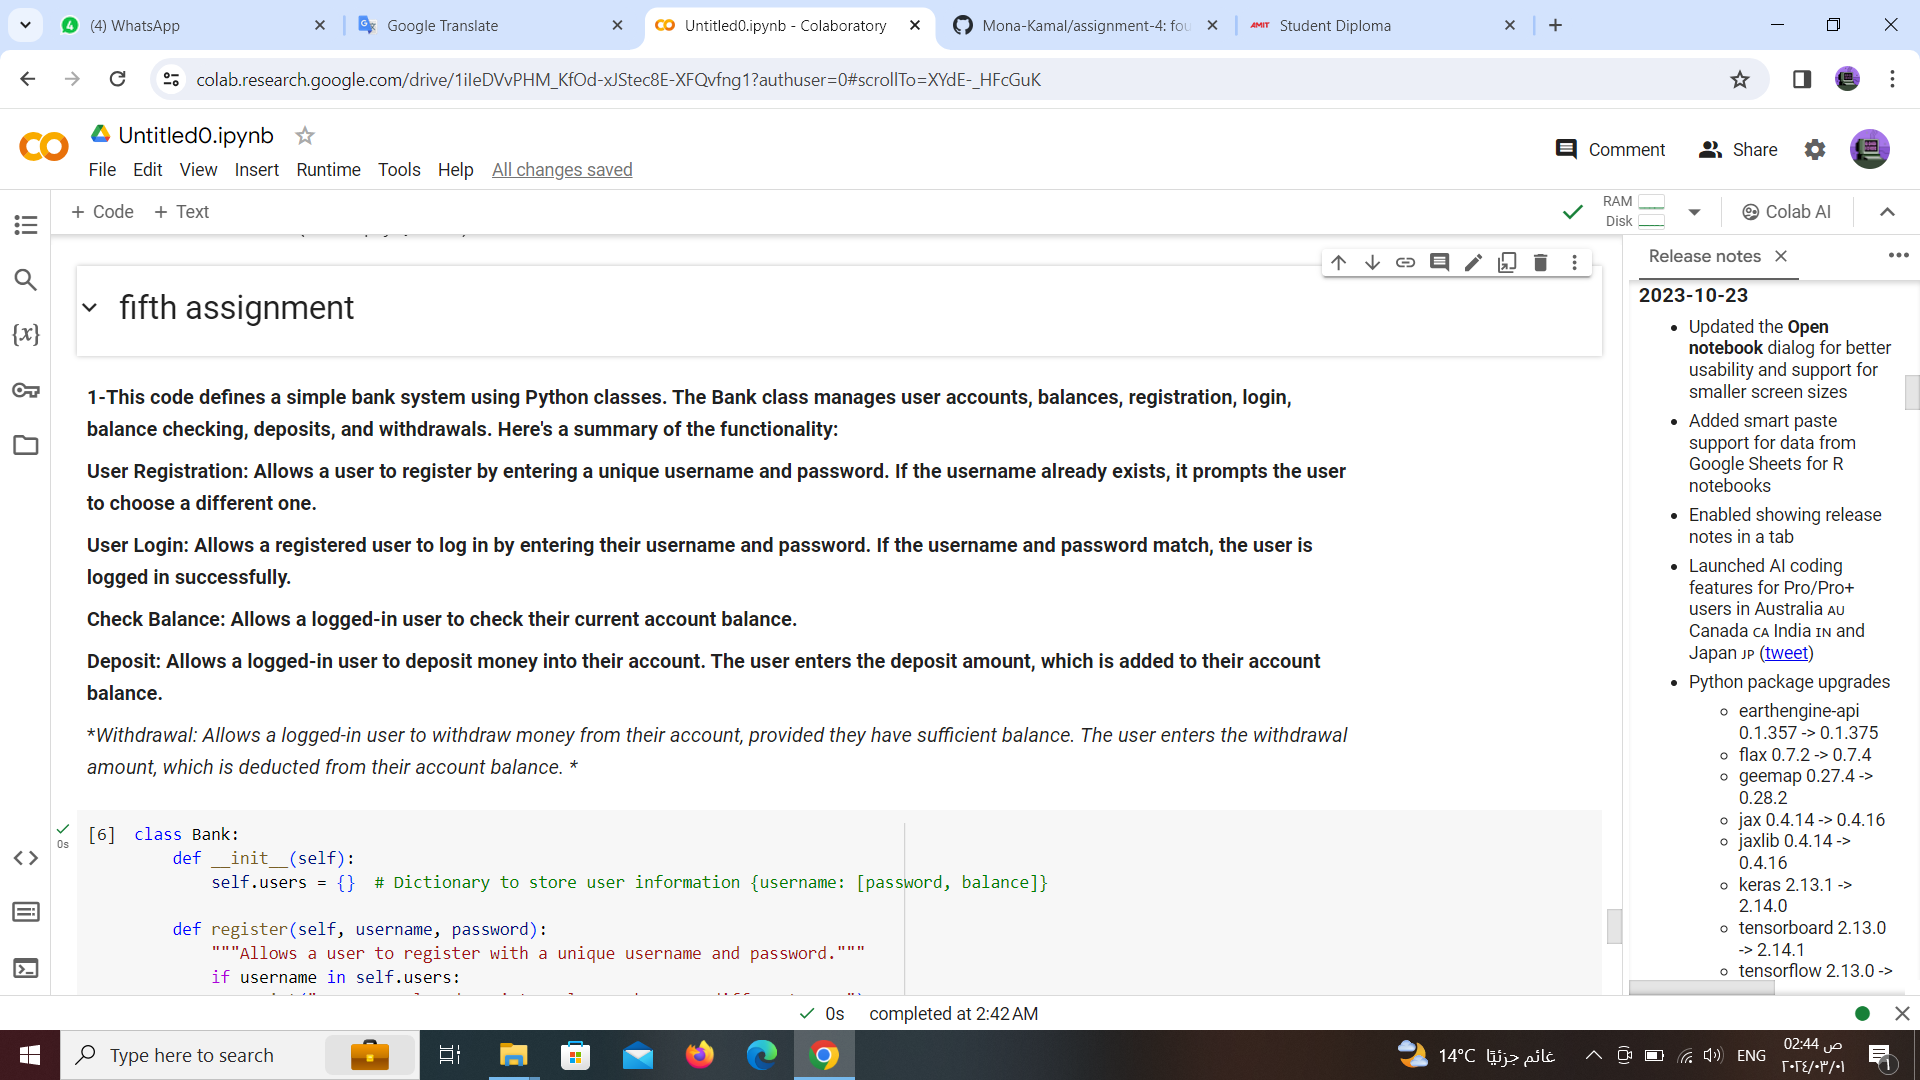 (4) WhatsApp
Google Translate
Untitled0.ipynb - Colaboratory
Mona-Kamal/assignment-4: fou
AMIT Student Diploma
colab.research.google.com/drive/1iIeDVvPHM_KfOd-xJStec8E-XFQvfng1?authuser=0#scrollTo=XYdE-_HFcGuK
Untitled0.ipynb
File Edit View Insert Runtime Tools Help All changes saved
Comment
Share
+ Code + Text
RAM
Disk
Colab AI
fifth assignment
1-This code defines a simple bank system using Python classes. The Bank class manages user accounts, balances, registration, login,
balance checking, deposits, and withdrawals. Here's a summary of the functionality:
User Registration: Allows a user to register by entering a unique username and password. If the username already exists, it prompts the user
to choose a different one.
User Login: Allows a registered user to log in by entering their username and password. If the username and password match, the user is
logged in successfully.
Check Balance: Allows a logged-in user to check their current account balance.
Deposit: Allows a logged-in user to deposit money into their account. The user enters the deposit amount, which is added to their account
balance.
*Withdrawal: Allows a logged-in user to withdraw money from their account, provided they have sufficient balance. The user enters the withdrawal
amount, which is deducted from their account balance. *
0s
[6] class Bank:
def __init__(self):
self.users = {} # Dictionary to store user information {username: [password, balance]}
def register(self, username, password):
"""Allows a user to register with a unique username and password."""
if username in self.users:
Release notes
2023-10-23
• Updated the Open
notebook dialog for better
usability and support for
smaller screen sizes
• Added smart paste
support for data from
Google Sheets for R
notebooks
• Enabled showing release
notes in a tab
• Launched AI coding
features for Pro/Pro+
users in Australia AU
Canada CA India IN and
Japan JP (tweet)
• Python package upgrades
◦ earthengine-api
0.1.357 -> 0.1.375
◦ flax 0.7.2 -> 0.7.4
◦ geemap 0.27.4 ->
0.28.2
◦ jax 0.4.14 -> 0.4.16
◦ jaxlib 0.4.14 ->
0.4.16
◦ keras 2.13.1 ->
2.14.0
◦ tensorboard 2.13.0
-> 2.14.1
◦ tensorflow 2.13.0 ->
0s completed at 2:42 AM
Type here to search
14°C غائم جزئيًا
ENG
02:44 ص
٢٠٢٤/٠٣/٠١
١